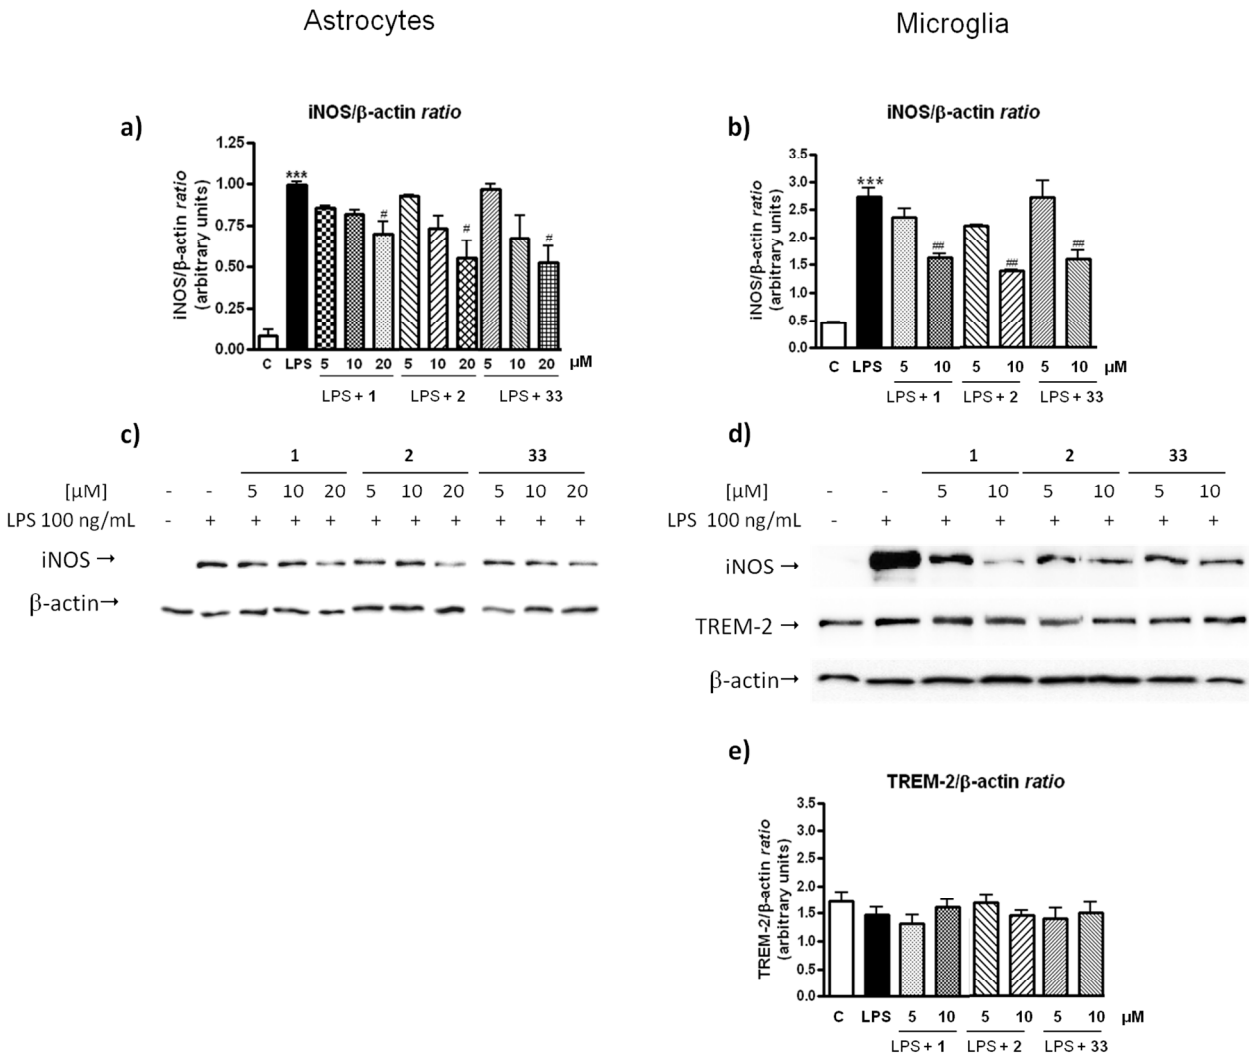 Astrocytes
Microglia
a)
iNOS/β-actin ratio
iNOS/β-actin ratio
(arbitrary units)
1.25
1.00
0.75
0.50
0.25
0.00
***
#
#
#
C LPS 5 10 20 5 10 20 5 10 20 μM
LPS + 1 LPS + 2 LPS + 33
b)
iNOS/β-actin ratio
iNOS/β-actin ratio
(arbitrary units)
3.5
3.0
2.5
2.0
1.5
1.0
0.5
0.0
***
##
##
##
C LPS 5 10 5 10 5 10 μM
LPS + 1 LPS + 2 LPS + 33
c)
1 2 33
[μM] - - 5 10 20 5 10 20 5 10 20
LPS 100 ng/mL - + + + + + + + + + +
iNOS →
β-actin→
d)
1 2 33
[μM] - - 5 10 5 10 5 10
LPS 100 ng/mL - + + + + + + +
iNOS →
TREM-2 →
β-actin→
e)
TREM-2/β-actin ratio
TREM-2/β-actin ratio
(arbitrary units)
3.5
3.0
2.5
2.0
1.5
1.0
0.5
0.0
C LPS 5 10 5 10 5 10 μM
LPS + 1 LPS + 2 LPS + 33